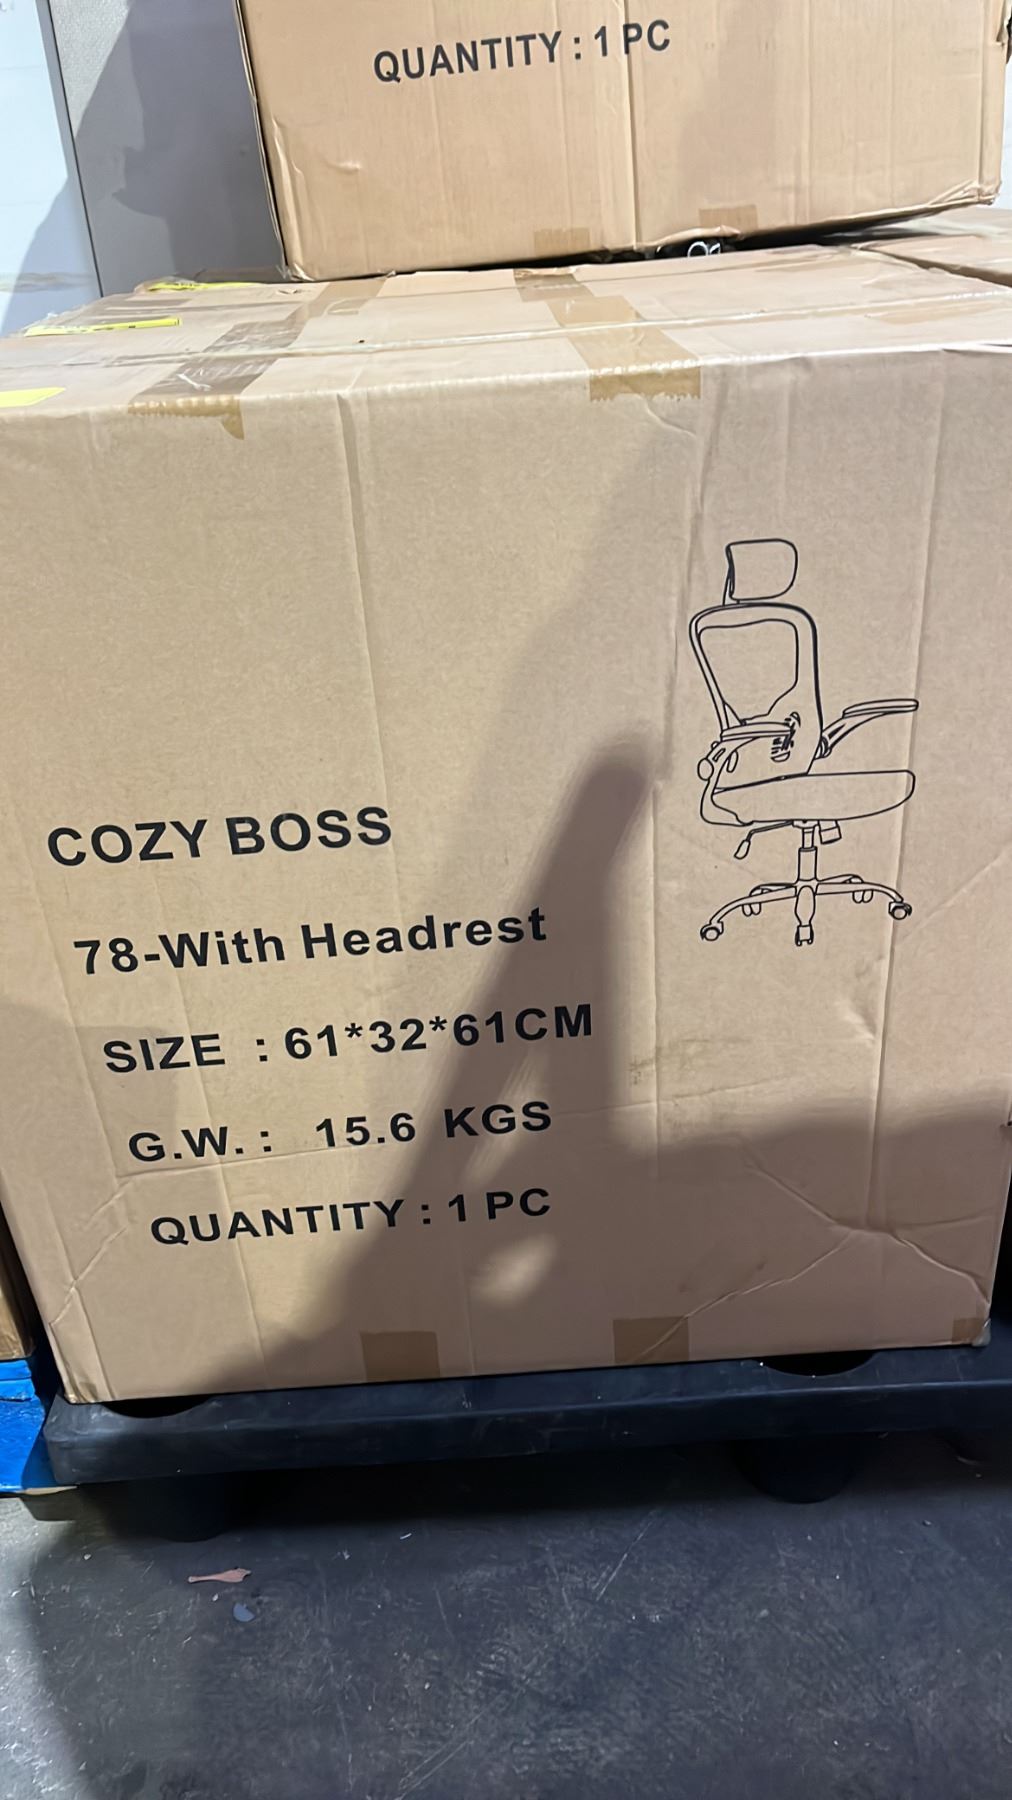 QUANTITY : 1 PC
COZY BOSS
78-With Headrest
SIZE : 61*32*61CM
G.W. : 15.6 KGS
QUANTITY : 1 PC